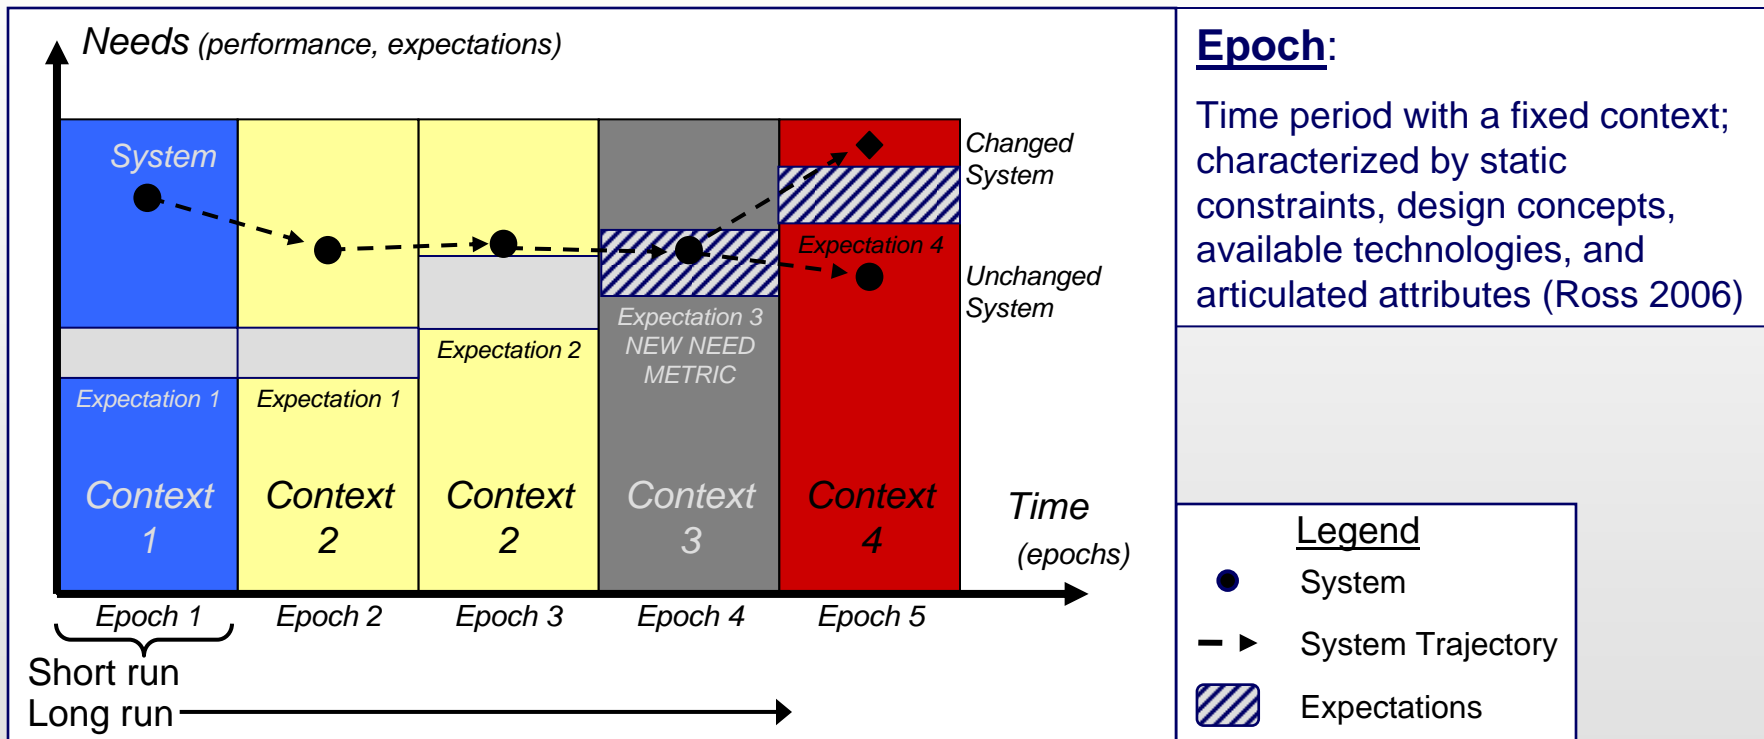 Needs (performance, expectations)
System
Expectation 1
Context
1
Expectation 1
Context
2
Expectation 2
Context
2
Expectation 3
NEW NEED
METRIC
Context
3
Expectation 4
Context
4
Changed
System
Unchanged
System
Time
(epochs)
Epoch 1
Epoch 2
Epoch 3
Epoch 4
Epoch 5
Short run
Long run
Epoch:
Time period with a fixed context;
characterized by static
constraints, design concepts,
available technologies, and
articulated attributes (Ross 2006)
Legend
System
System Trajectory
Expectations